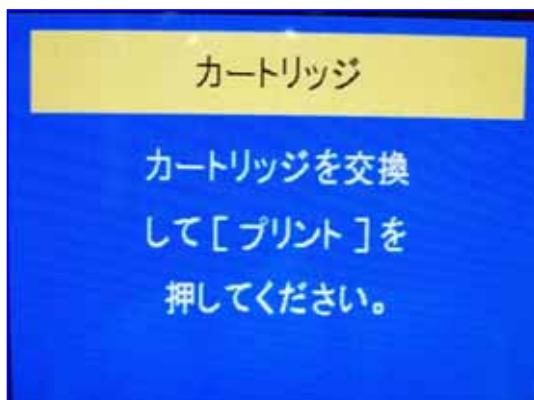 カートリッジ
カートリッジを交換
して[プリント]を
押してください。